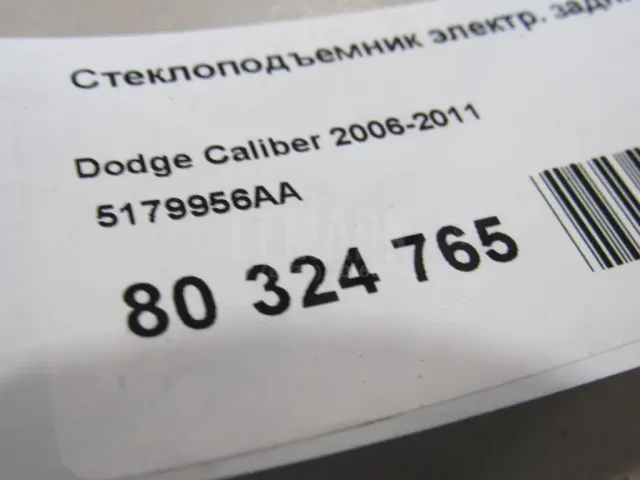 Стеклоподъемник электр.
Dodge Caliber 2006-2011
5179956AA
80 324 765